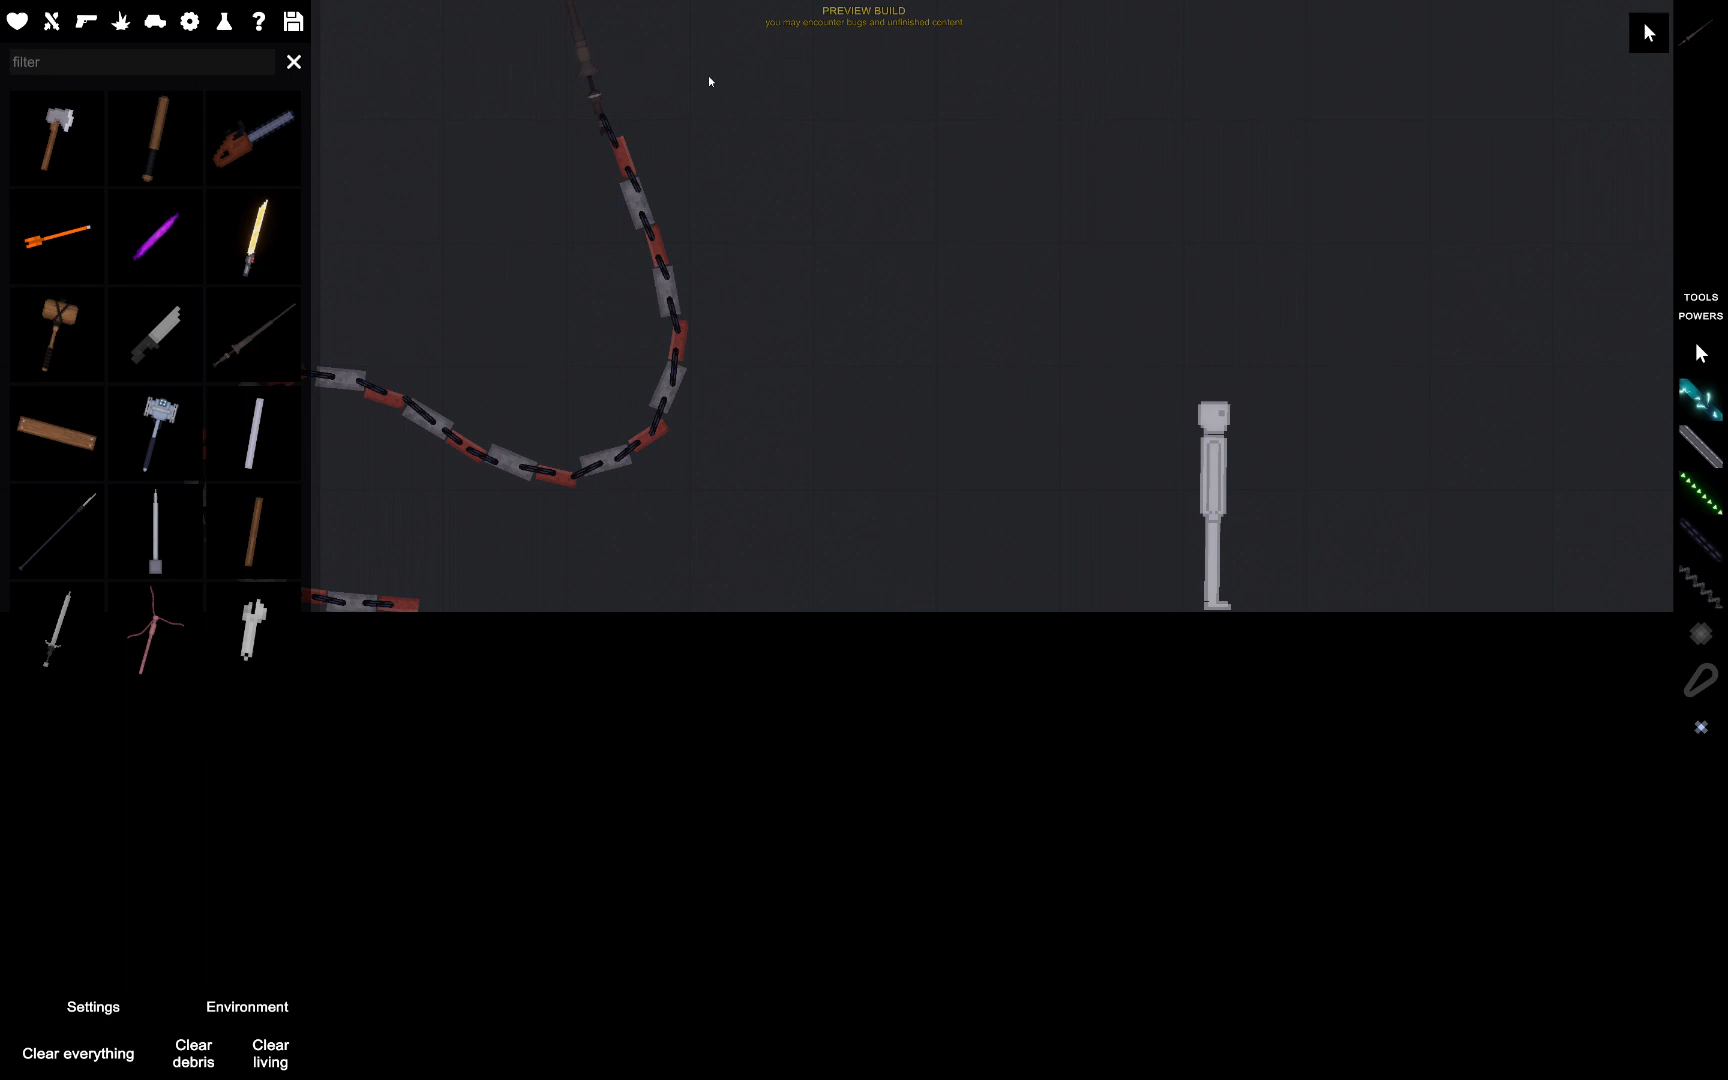 PREVIEW BUILD
you may encounter bugs and unfinished content
filter
TOOLS
POWERS
Settings
Environment
Clear everything
Clear
debris
Clear
living